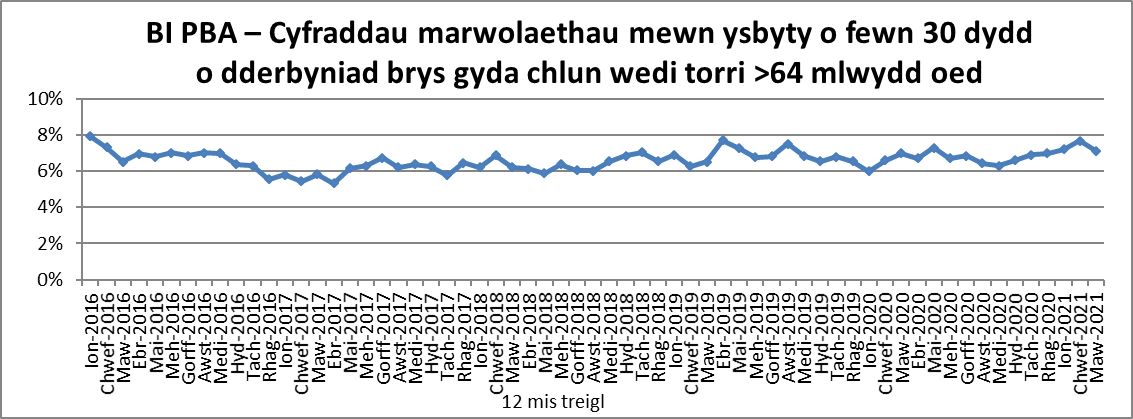 BI PBA – Cyfraddau marwolaethau mewn ysbyty o fewn 30 dydd
o dderbyniad brys gyda chlun wedi torri >64 mlwydd oed
10%
8%
6%
4%
2%
0%
Ion-2016
Chwef-2016
Maw-2016
Ebr-2016
Mai-2016
Meh-2016
Gorff-2016
Awst-2016
Medi-2016
Hyd-2016
Tach-2016
Rhag-2016
Ion-2017
Chwef-2017
Maw-2017
Ebr-2017
Mai-2017
Meh-2017
Gorff-2017
Awst-2017
Medi-2017
Hyd-2017
Tach-2017
Rhag-2017
Ion-2018
Chwef-2018
Maw-2018
Ebr-2018
Mai-2018
Meh-2018
Gorff-2018
Awst-2018
Medi-2018
Hyd-2018
Tach-2018
Rhag-2018
Ion-2019
Chwef-2019
Maw-2019
Ebr-2019
Mai-2019
Meh-2019
Gorff-2019
Awst-2019
Medi-2019
Hyd-2019
Tach-2019
Rhag-2019
Ion-2020
Chwef-2020
Maw-2020
Ebr-2020
Mai-2020
Meh-2020
Gorff-2020
Awst-2020
Medi-2020
Hyd-2020
Tach-2020
Rhag-2020
Ion-2021
Chwef-2021
Maw-2021
12 mis treigl